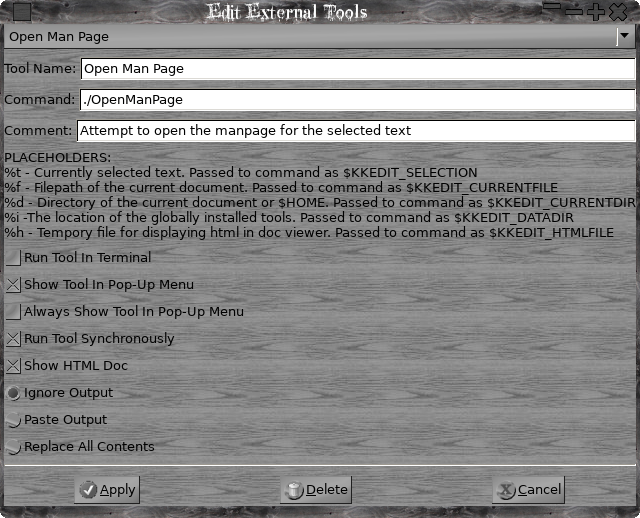 Edit External Tools
Open Man Page
Tool Name: Open Man Page
Command: ./OpenManPage
Comment: Attempt to open the manpage for the selected text
PLACEHOLDERS:
%t - Currently selected text. Passed to command as $KKEDIT_SELECTION
%f - Filepath of the current document. Passed to command as $KKEDIT_CURRENTFILE
%d - Directory of the current document or $HOME. Passed to command as $KKEDIT_CURRENTDIR
%i -The location of the globally installed tools. Passed to command as $KKEDIT_DATADIR
%h - Tempory file for displaying html in doc viewer. Passed to command as $KKEDIT_HTMLFILE
Run Tool In Terminal
Show Tool In Pop-Up Menu
Always Show Tool In Pop-Up Menu
Run Tool Synchronously
Show HTML Doc
Ignore Output
Paste Output
Replace All Contents
Apply Delete Cancel